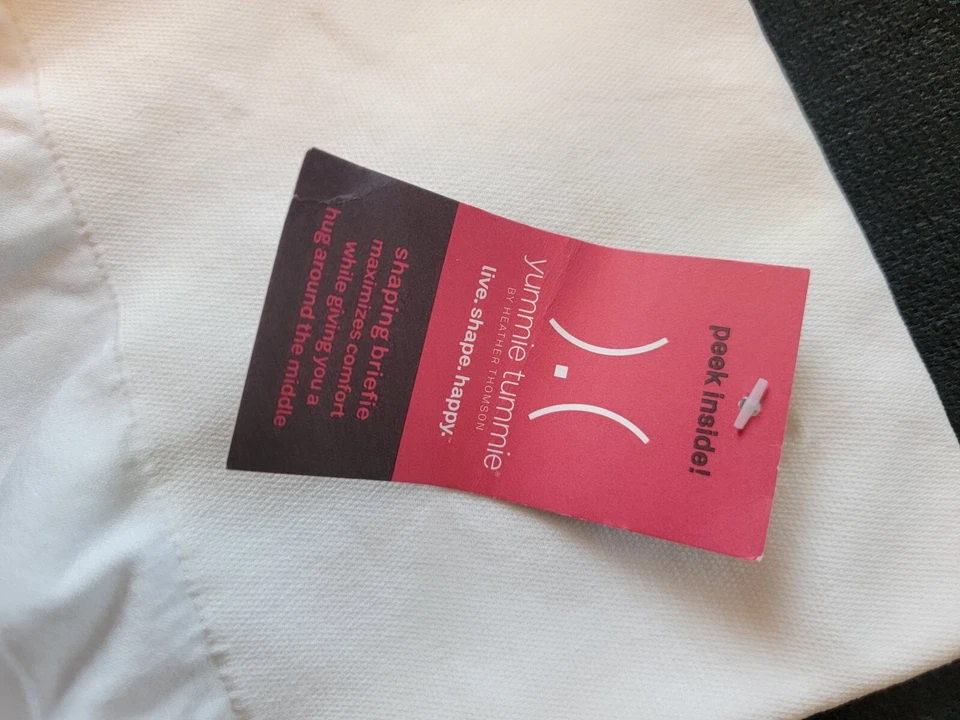 peek inside!
yummie tummie®
BY HEATHER THOMSON
live. shape. happy.™
shaping briefie
maximizes comfort
while giving you a
hug around the middle